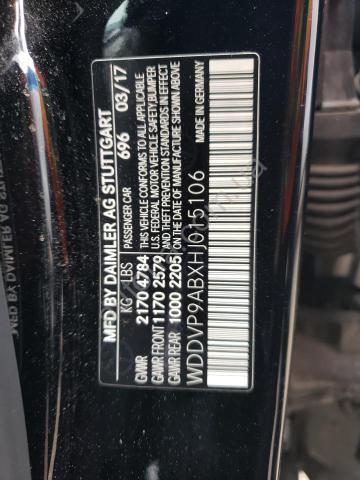 MFD BY DAIMLER AG STUTTGART
PASSENGER CAR 696 03/17
KG LBS THIS VEHICLE CONFORMS TO ALL APPLICABLE
GVWR 2170 4784 U.S. FEDERAL MOTOR VEHICLE SAFETY,BUMPER
GAWR FRONT 1170 2579 AND THEFT PREVENTION STANDARDS IN EFFECT
GAWR REAR 1000 2205 ON THE DATE OF MANUFACTURE SHOWN ABOVE
WDDVP9ABXHJ015106 MADE IN GERMANY